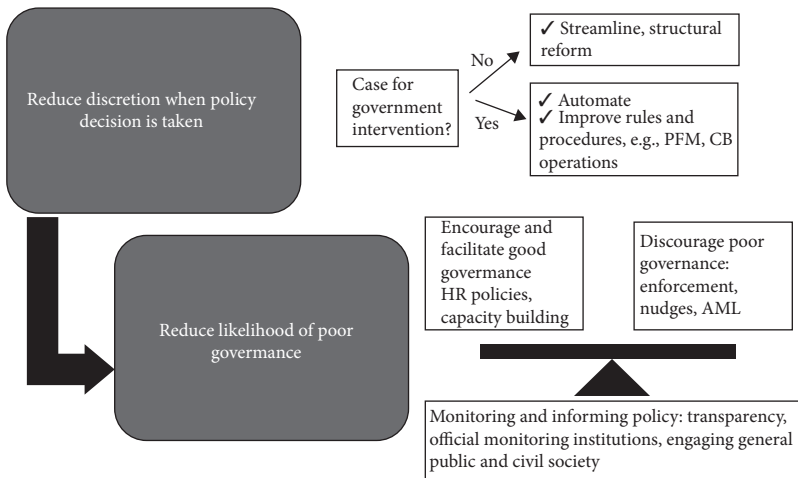 Reduce discretion when policy
decision is taken
Case for
government
intervention?
No
Yes
✓ Streamline, structural
reform
✓ Automate
✓ Improve rules and
procedures, e.g., PFM, CB
operations
Reduce likelihood of poor
govermance
Encourage and
facilitate good
governance
HR policies,
capacity building
Discourage poor
governance:
enforcement,
nudges, AML
Monitoring and informing policy: transparency,
official monitoring institutions, engaging general
public and civil society